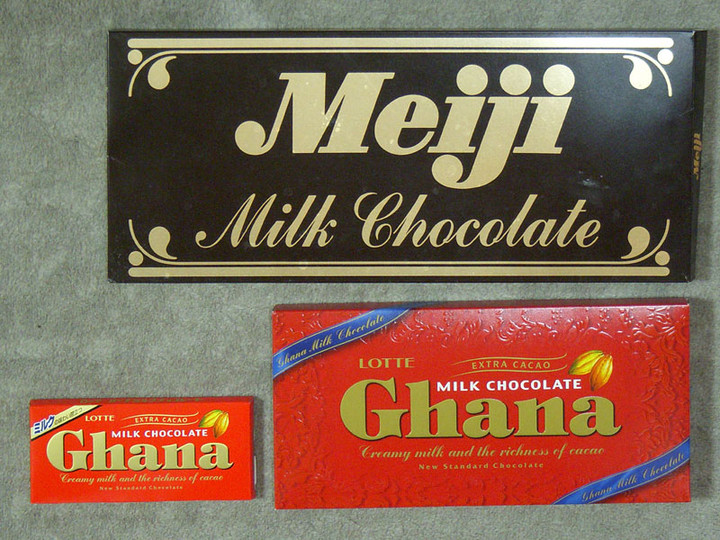 Meiji
Milk Chocolate
meiji
Ghana Milk Chocolate
LOTTE
EXTRA CACAO
MILK CHOCOLATE
Ghana
Creamy milk and the richness of cacao
New Standard Chocolate
Ghana Milk Chocolate
ミルク
LOTTE
EXTRA CACAO
MILK CHOCOLATE
Ghana
Creamy milk and the richness of cacao
New Standard Chocolate